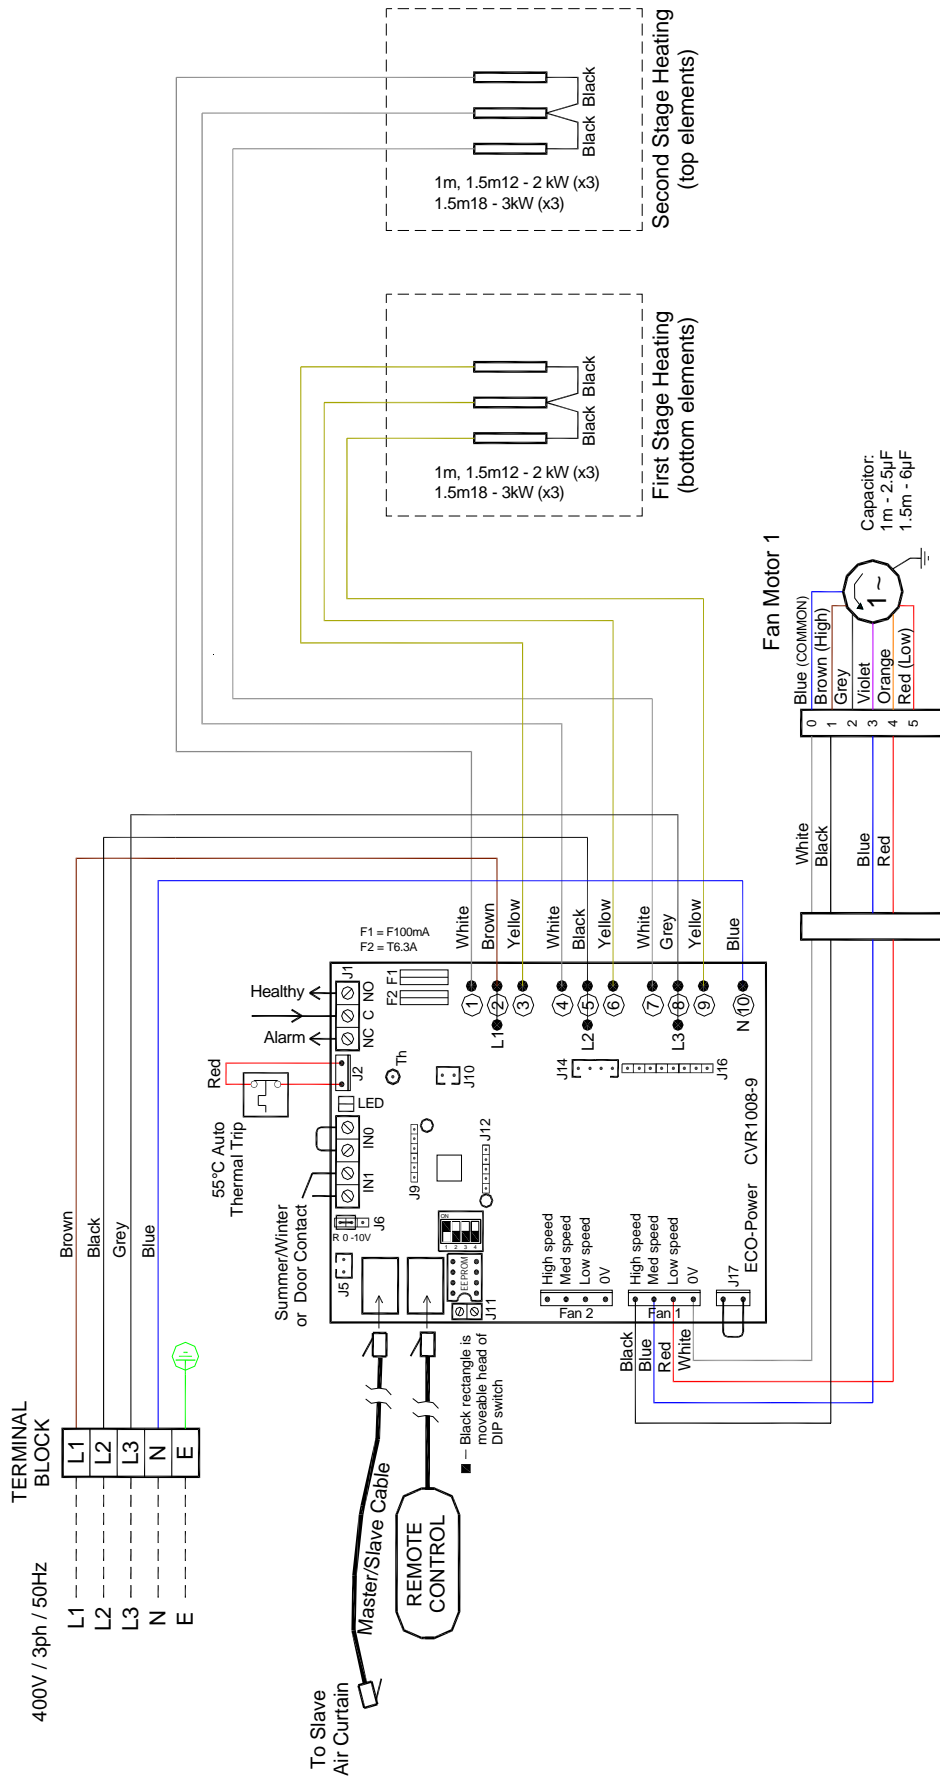 400V / 3ph / 50Hz
L1
L2
L3
N
E
TERMINAL
BLOCK
L1
L2
L3
N
E
Brown
Black
Grey
Blue
To Slave
Air Curtain
Master/Slave Cable
REMOTE
CONTROL
Black rectangle is
moveable head of
DIP switch
Summer/Winter
or Door Contact
55°C Auto
Thermal Trip
Red
Alarm
Healthy
F1 = F100mA
F2 = T6.3A
J5
R 0 -10V
J6
IN1
IN0
LED
J2
NC
C
NO
J1
F2
F1
Th
J10
J9
J12
ON
1 2 3 4
EEPROM
J11
J14
J16
L1
L2
L3
N
1
2
3
4
5
6
7
8
9
10
White
Brown
Yellow
White
Black
Yellow
White
Grey
Yellow
Blue
High speed
Med speed
Low speed
0V
Fan 2
High speed
Med speed
Low speed
0V
Fan 1
J17
ECO-Power CVR1008-9
Black
Blue
Red
White
White
Black
Blue
Red
0
1
2
3
4
5
Blue (COMMON)
Brown (High)
Grey
Violet
Orange
Red (Low)
Fan Motor 1
1~
Capacitor:
1m - 2.5µF
1.5m - 6µF
Black
Black
1m, 1.5m12 - 2 kW (x3)
1.5m18 - 3kW (x3)
First Stage Heating
(bottom elements)
Black
Black
1m, 1.5m12 - 2 kW (x3)
1.5m18 - 3kW (x3)
Second Stage Heating
(top elements)